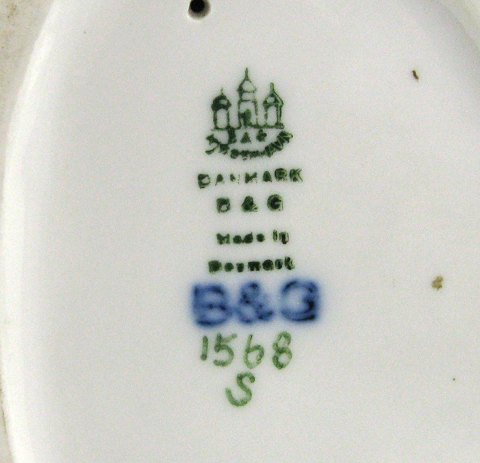 B & G
DANMARK
B & G
Made in
Denmark
B&G
1568
S